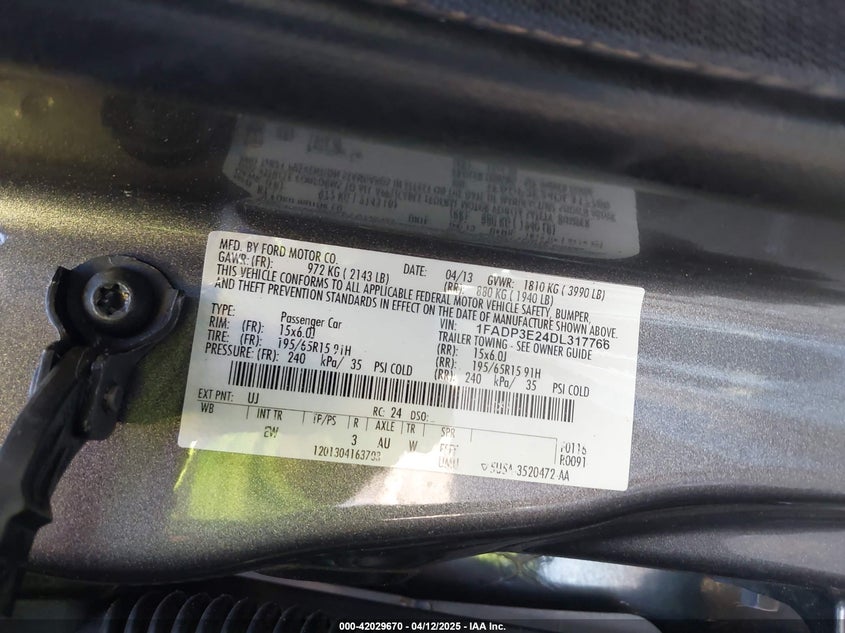 MFD. BY FORD MOTOR CO.
DATE: 04/13 GVWR: 1810 KG ( 3990 LB)
GAWR: (FR): 972 KG ( 2143 LB) (RR): 880 KG ( 1940 LB)
THIS VEHICLE CONFORMS TO ALL APPLICABLE FEDERAL MOTOR VEHICLE SAFETY, BUMPER,
AND THEFT PREVENTION STANDARDS IN EFFECT ON THE DATE OF MANUFACTURE SHOWN ABOVE.
VIN: 1FADP3E24DL317766
TYPE: Passenger Car TRAILER TOWING - SEE OWNER GUIDE
RIM: (FR): 15x6.0J (RR): 15x6.0J
TIRES: (FR): 195/65R15 91H (RR): 195/65R15 91H
PRESSURE: (FR): 240 kPa/ 35 PSI COLD (RR): 240 kPa/ 35 PSI COLD
EXT PNT: UJ RC: 24 DSO:
WB INT TR TP/PS R AXLE TR SPR
EW 3 AU W
R0091
1201304163703 3520472-AA
000-42029670 - 04/12/2025 - IAA Inc.